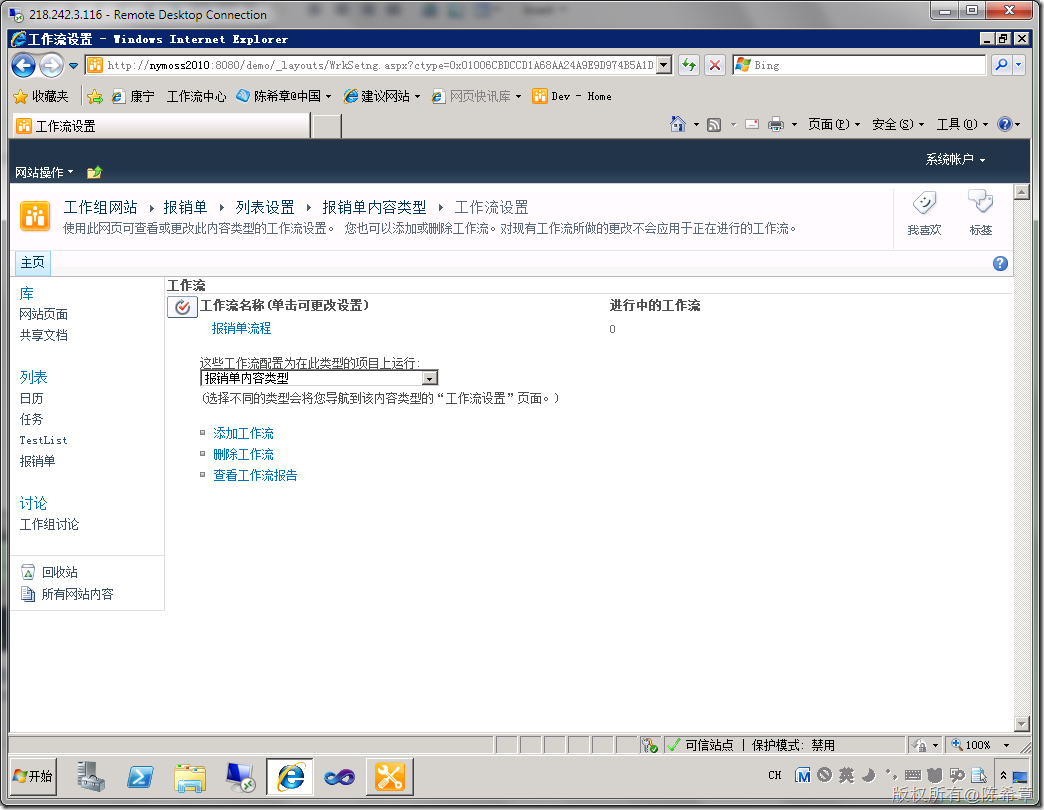 218.242.3.116 - Remote Desktop Connection
工作流设置 - Windows Internet Explorer
http://nymoss2010:8080/demo/_layouts/WrkSetng.aspx?ctype=0x01006CBDCCD1A68AA24A9E9D974B5A1D
Bing
收藏夹
康宁
工作流中心
陈希章@中国
建议网站
网页快讯库
Dev - Home
工作流设置
页面(P)
安全(S)
工具(O)
网站操作
系统帐户
工作组网站 报销单 列表设置 报销单内容类型 工作流设置
使用此网页可查看或更改此内容类型的工作流设置。 您也可以添加或删除工作流。对现有工作流所做的更改不会应用于正在进行的工作流。
我喜欢
标签
主页
库
网站页面
共享文档
列表
日历
任务
TestList
报销单
讨论
工作组讨论
回收站
所有网站内容
工作流
工作流名称(单击可更改设置)
进行中的工作流
报销单流程
0
这些工作流配置为在此类型的项目上运行:
报销单内容类型
(选择不同的类型会将您导航到该内容类型的“工作流设置”页面。)
添加工作流
删除工作流
查看工作流报告
可信站点 | 保护模式: 禁用
100%
开始
CH
M
英
版权所有@陈希章